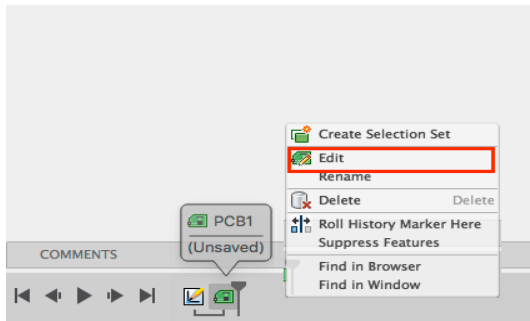 Create Selection Set
Edit
Rename
Delete Delete
Roll History Marker Here
Suppress Features
Find in Browser
Find in Window
PCB1
(Unsaved)
COMMENTS